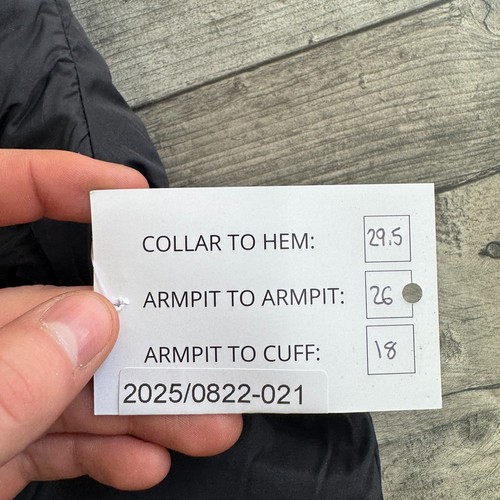 COLLAR TO HEM: 29.5
ARMPIT TO ARMPIT: 26
ARMPIT TO CUFF: 18
2025/0822-021